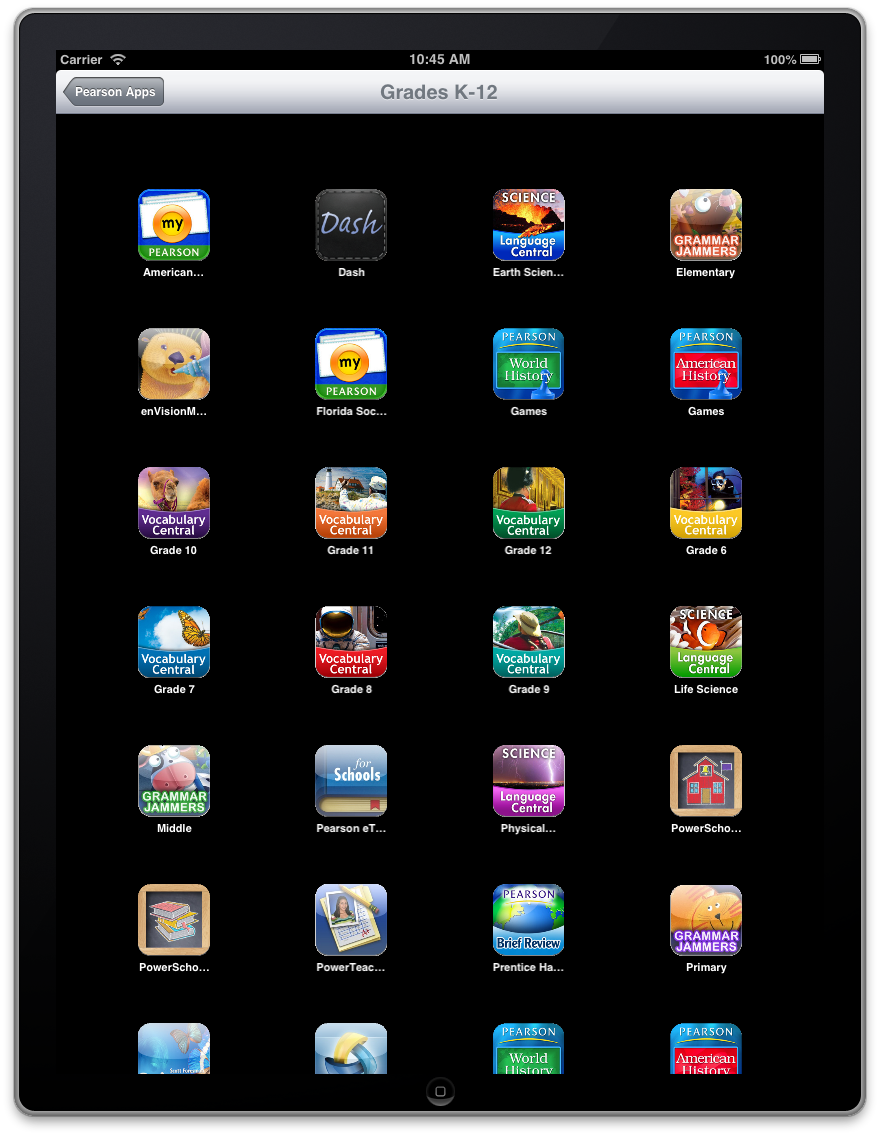 Carrier 10:45 AM 100%
Pearson Apps Grades K-12
my
PEARSON
American...
Dash
Dash
SCIENCE
Language
Central
Earth Scien...
GRAMMAR
JAMMERS
Elementary
enVisionM...
my
PEARSON
Florida Soc...
PEARSON
World
History
Games
PEARSON
American
History
Games
Vocabulary
Central
Grade 10
Vocabulary
Central
Grade 11
Vocabulary
Central
Grade 12
Vocabulary
Central
Grade 6
Vocabulary
Central
Grade 7
Vocabulary
Central
Grade 8
Vocabulary
Central
Grade 9
SCIENCE
Language
Central
Life Science
GRAMMAR
JAMMERS
Middle
for
Schools
Pearson eT...
SCIENCE
Language
Central
Physical...
PowerScho...
PowerScho...
PowerTeac...
PEARSON
Brief Review
Prentice Ha...
GRAMMAR
JAMMERS
Primary
PEARSON
World
PEARSON
American